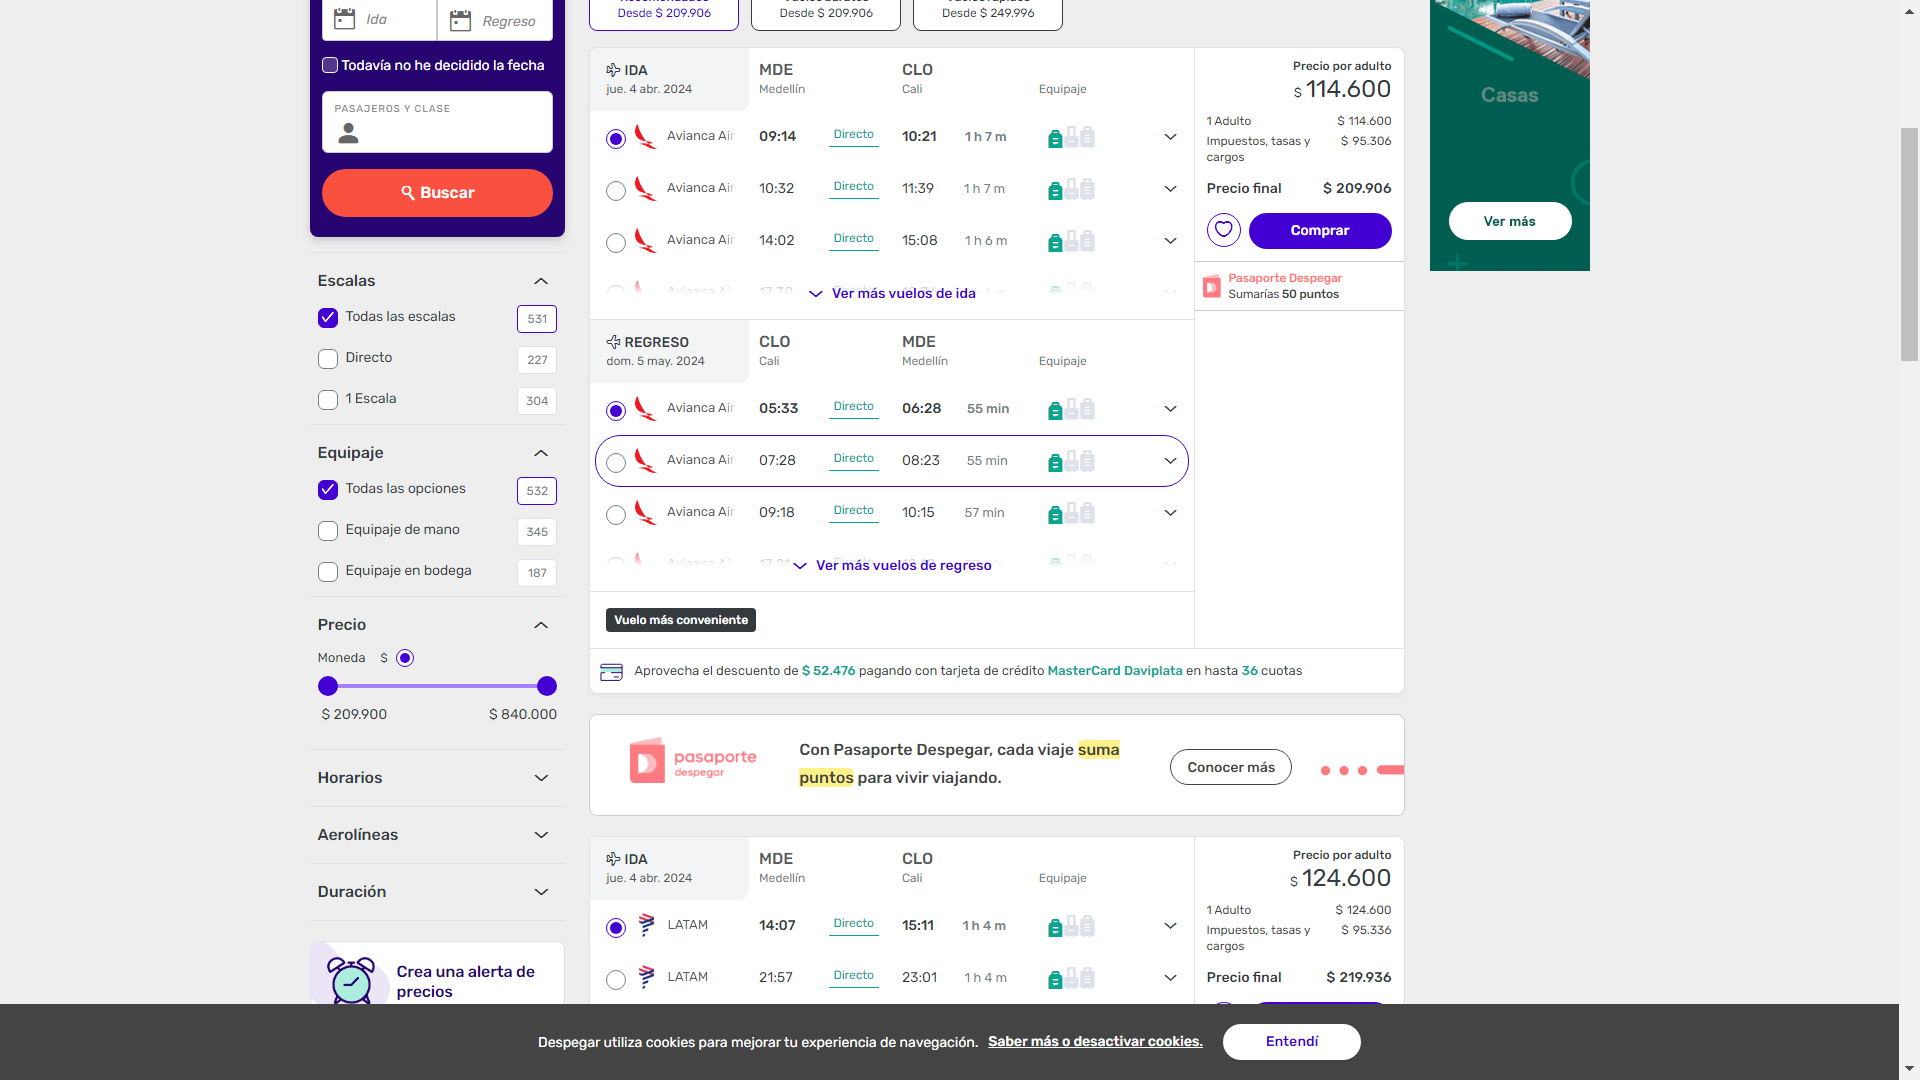 Ida
Regreso
Todavía no he decidido la fecha
PASAJEROS Y CLASE
Buscar
Escalas
Todas las escalas 531
Directo 227
1 Escala 304
Equipaje
Todas las opciones 532
Equipaje de mano 345
Equipaje en bodega 187
Precio
Moneda $
$ 209.900 $ 840.000
Horarios
Aerolíneas
Duración
Crea una alerta de
precios
Desde $ 209.906
Desde $ 209.906
Desde $ 249.996
IDA MDE CLO
jue. 4 abr. 2024 Medellín Cali Equipaje
Avianca Air 09:14 Directo 10:21 1 h 7 m
Avianca Air 10:32 Directo 11:39 1 h 7 m
Avianca Air 14:02 Directo 15:08 1 h 6 m
Ver más vuelos de ida
REGRESO CLO MDE
dom. 5 may. 2024 Cali Medellín Equipaje
Avianca Air 05:33 Directo 06:28 55 min
Avianca Air 07:28 Directo 08:23 55 min
Avianca Air 09:18 Directo 10:15 57 min
Ver más vuelos de regreso
Vuelo más conveniente
Precio por adulto
$ 114.600
1 Adulto $ 114.600
Impuestos, tasas y $ 95.306
cargos
Precio final $ 209.906
Comprar
Pasaporte Despegar
Sumarías 50 puntos
Aprovecha el descuento de $ 52.476 pagando con tarjeta de crédito MasterCard Daviplata en hasta 36 cuotas
pasaporte
despegar
Con Pasaporte Despegar, cada viaje suma
puntos para vivir viajando.
Conocer más
IDA MDE CLO
jue. 4 abr. 2024 Medellín Cali Equipaje
LATAM 14:07 Directo 15:11 1 h 4 m
LATAM 21:57 Directo 23:01 1 h 4 m
Precio por adulto
$ 124.600
1 Adulto $ 124.600
Impuestos, tasas y $ 95.336
cargos
Precio final $ 219.936
Casas
Ver más
Despegar utiliza cookies para mejorar tu experiencia de navegación. Saber más o desactivar cookies.
Entendí